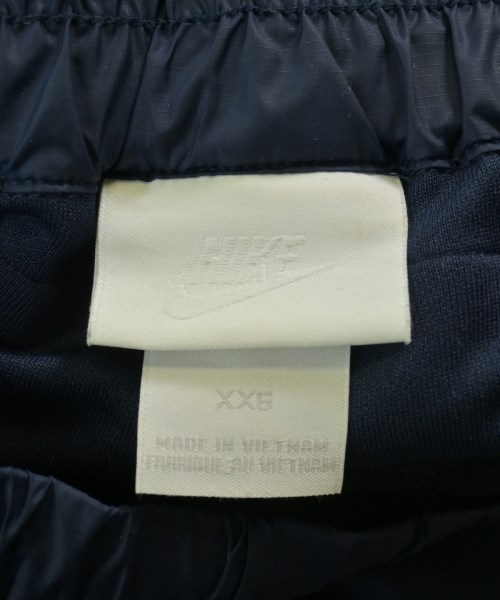 NIKE
XXS
MADE IN VIETNAM
FABRIQUE AU VIETNAM